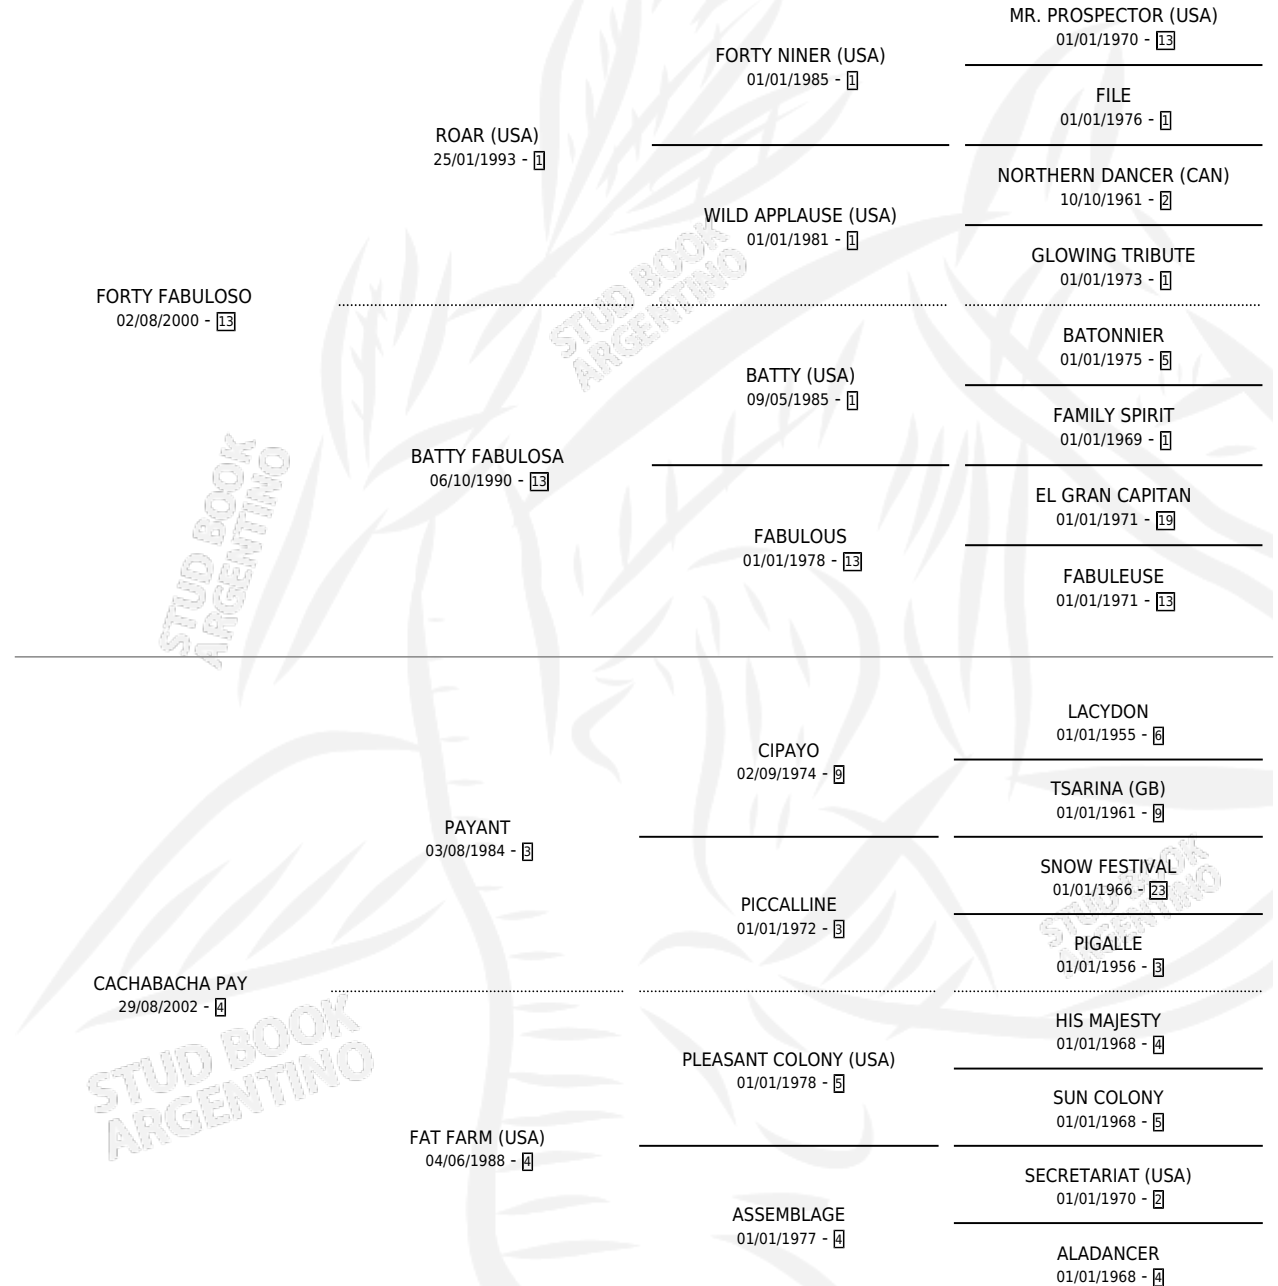 MR. PROSPECTOR (USA)
01/01/1970 - 13
FORTY NINER (USA)
01/01/1985 - 1
FILE
01/01/1976 - 1
ROAR (USA)
25/01/1993 - 1
NORTHERN DANCER (CAN)
10/10/1961 - 2
WILD APPLAUSE (USA)
01/01/1981 - 1
GLOWING TRIBUTE
01/01/1973 - 1
FORTY FABULOSO
02/08/2000 - 13
BATONNIER
01/01/1975 - 5
BATTY (USA)
09/05/1985 - 1
FAMILY SPIRIT
01/01/1969 - 1
BATTY FABULOSA
06/10/1990 - 13
EL GRAN CAPITAN
01/01/1971 - 19
FABULOUS
01/01/1978 - 13
FABULEUSE
01/01/1971 - 13
LACYDON
01/01/1955 - 6
CIPAYO
02/09/1974 - 9
TSARINA (GB)
01/01/1961 - 9
PAYANT
03/08/1984 - 3
SNOW FESTIVAL
01/01/1966 - 23
PICCALLINE
01/01/1972 - 3
PIGALLE
01/01/1956 - 3
CACHABACHA PAY
29/08/2002 - 4
HIS MAJESTY
01/01/1968 - 4
PLEASANT COLONY (USA)
01/01/1978 - 5
SUN COLONY
01/01/1968 - 5
FAT FARM (USA)
04/06/1988 - 4
SECRETARIAT (USA)
01/01/1970 - 2
ASSEMBLAGE
01/01/1977 - 4
ALADANCER
01/01/1968 - 4
STUD BOOK
ARGENTINO
STUD BOOK
ARGENTINO
STUD BOOK
ARGENTINO
STUD BOOK
ARGENTINO